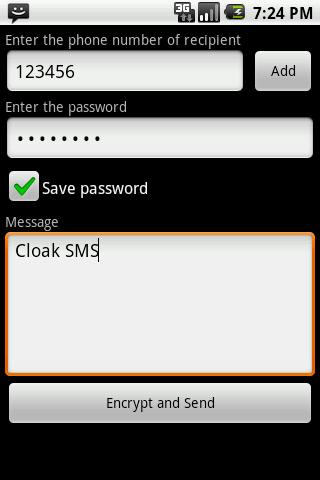 3G
7:24 PM
Enter the phone number of recipient
123456
Add
Enter the password
••••••••
Save password
Message
Cloak SMS
Encrypt and Send